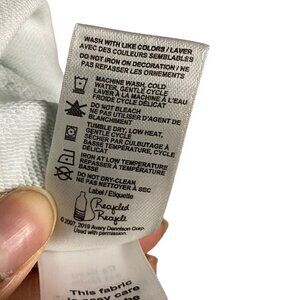 WASH WITH LIKE COLORS / LAVER
AVEC DES COULEURS SEMBLABLES
DO NOT IRON ON DECORATION / NE
PAS REPASSER LES ORNEMENTS
MACHINE WASH, COLD
WATER, GENTLE CYCLE
LAVER À LA MACHINE À L'EAU
FROIDE CYCLE DÉLICAT
DO NOT BLEACH
NE PAS UTILISER D'AGENT DE
BLANCHIMENT
TUMBLE DRY, LOW HEAT,
GENTLE CYCLE
SÉCHER PAR CULBUTAGE À
BASSE TEMPÉRATURE, CYCLE
DÉLICAT
IRON AT LOW TEMPERATURE
REPASSER À BASSE
TEMPÉRATURE
DO NOT DRY-CLEAN
NE PAS NETTOYER À SEC
Label / Étiquette
Recycled
Recyclé
© 2007, 2019 Avery Dennison Corp.
Used with permission.
This fabric